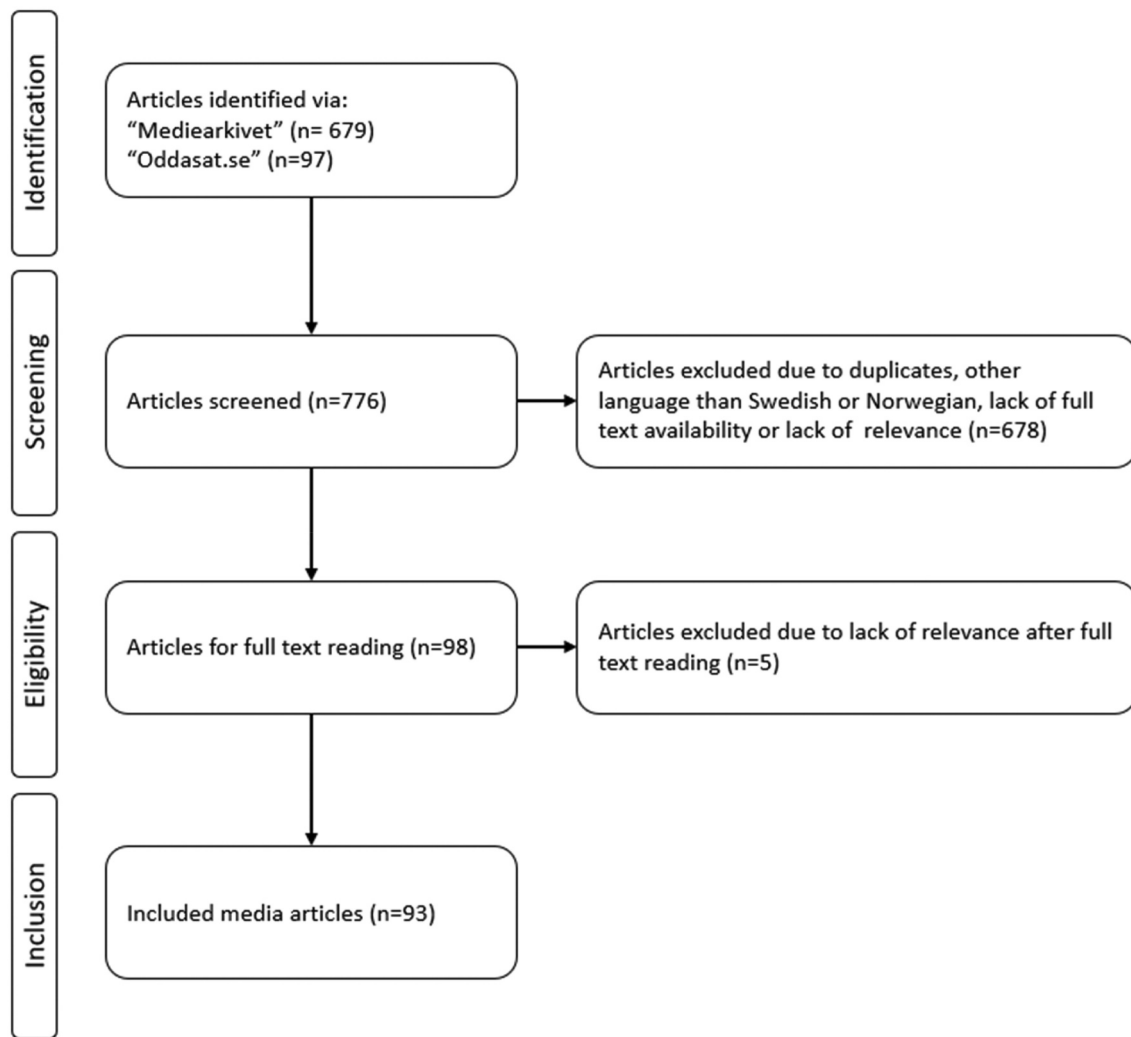 Identification
Articles identified via:
“Mediearkivet” (n= 679)
“Oddasat.se” (n=97)
Screening
Articles screened (n=776)
Articles excluded due to duplicates, other
language than Swedish or Norwegian, lack of full
text availability or lack of relevance (n=678)
Eligibility
Articles for full text reading (n=98)
Articles excluded due to lack of relevance after full
text reading (n=5)
Inclusion
Included media articles (n=93)